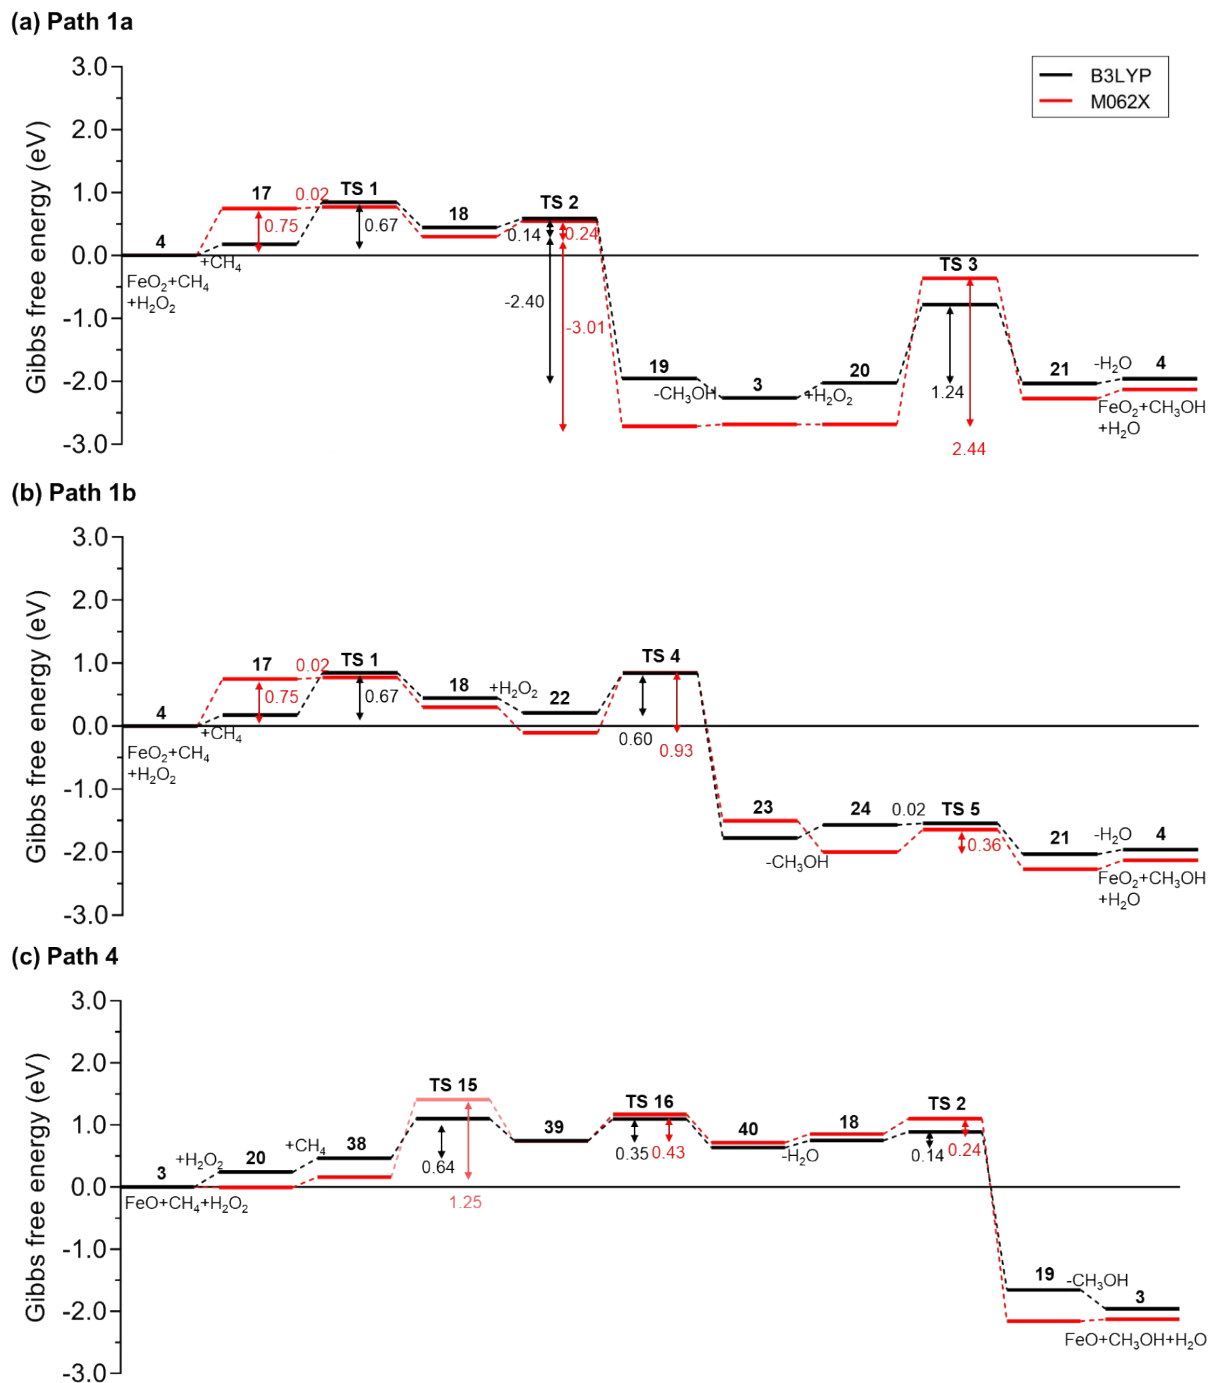 (a) Path 1a
B3LYP
M062X
Gibbs free energy (eV)
3.0
2.0
1.0
0.0
-1.0
-2.0
-3.0
4
FeO₂+CH₄
+H₂O₂
+CH₄
17
0.75
0.02
TS 1
0.67
18
TS 2
0.14
0.24
-2.40
-3.01
19
-CH₃OH
3
+H₂O₂
20
TS 3
1.24
2.44
21
-H₂O
4
FeO₂+CH₃OH
+H₂O
(b) Path 1b
Gibbs free energy (eV)
3.0
2.0
1.0
0.0
-1.0
-2.0
-3.0
4
FeO₂+CH₄
+H₂O₂
+CH₄
17
0.75
0.02
TS 1
0.67
18
+H₂O₂
22
TS 4
0.60
0.93
23
-CH₃OH
24
0.02
TS 5
0.36
21
-H₂O
4
FeO₂+CH₃OH
+H₂O
(c) Path 4
Gibbs free energy (eV)
3.0
2.0
1.0
0.0
-1.0
-2.0
-3.0
3
FeO+CH₄+H₂O₂
+H₂O₂
20
+CH₄
38
TS 15
0.64
1.25
39
TS 16
0.35
0.43
40
-H₂O
18
TS 2
0.14
0.24
19
-CH₃OH
3
FeO+CH₃OH+H₂O